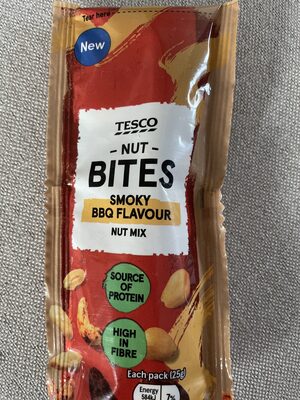 Tear here
New
TESCO
- NUT -
BITES
SMOKY
BBQ FLAVOUR
NUT MIX
SOURCE
OF
PROTEIN
HIGH
IN
FIBRE
Each pack (25g)
Energy
7%